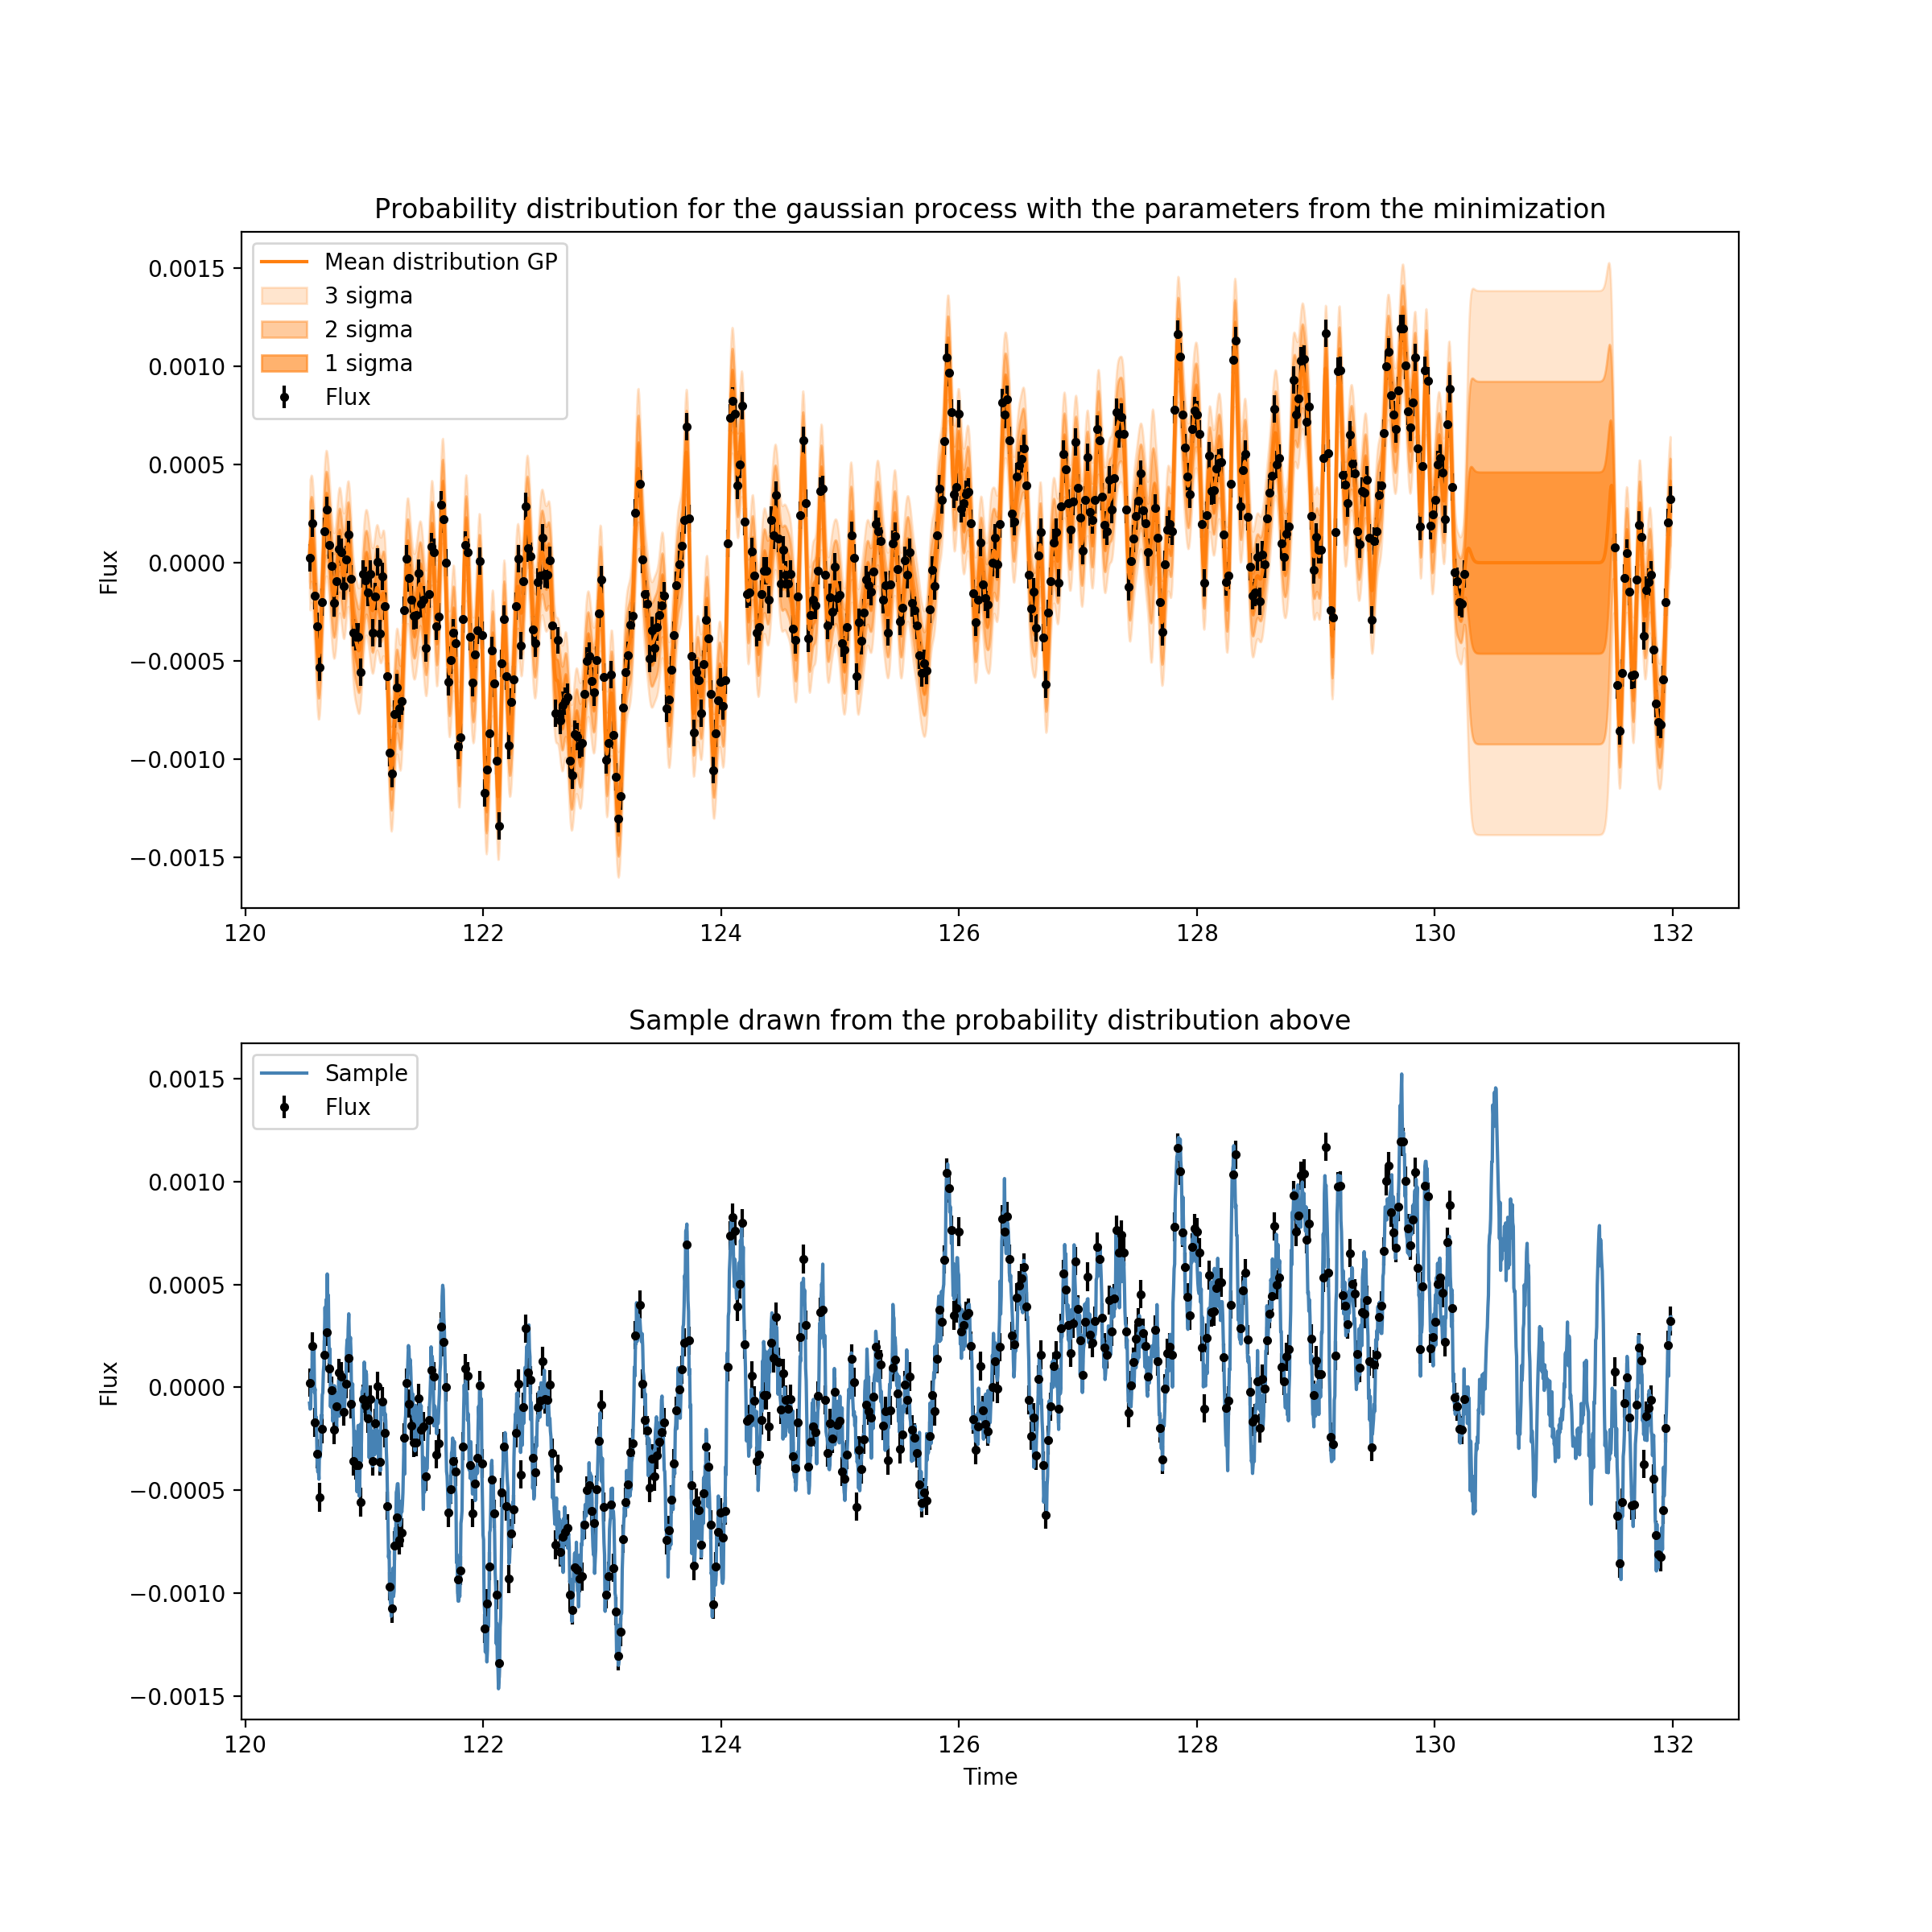 Probability distribution for the gaussian process with the parameters from the minimization
Mean distribution GP
3 sigma
2 sigma
1 sigma
Flux
Flux
0.0015
0.0010
0.0005
0.0000
−0.0005
−0.0010
−0.0015
120 122 124 126 128 130 132
Sample drawn from the probability distribution above
Sample
Flux
Flux
0.0015
0.0010
0.0005
0.0000
−0.0005
−0.0010
−0.0015
120 122 124 126 128 130 132
Time